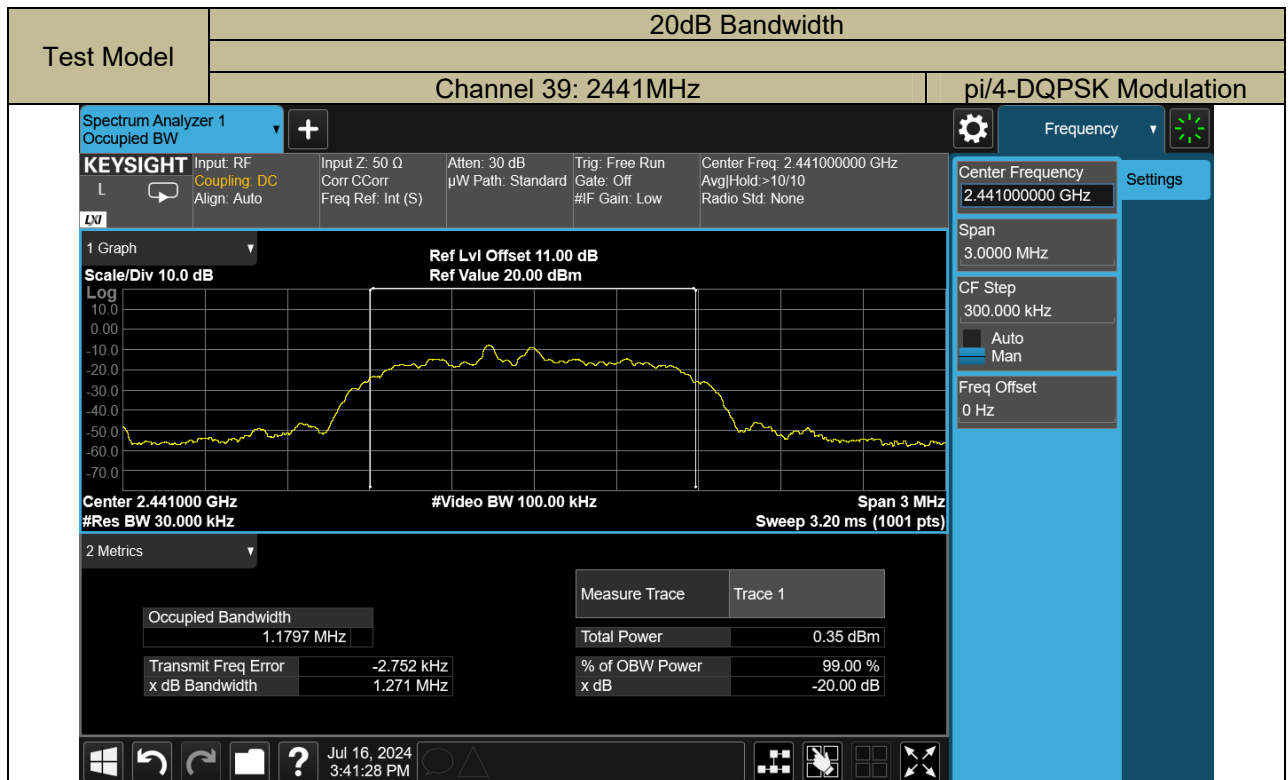 Test Model
20dB Bandwidth
Channel 39: 2441MHz
pi/4-DQPSK Modulation
Spectrum Analyzer 1
Occupied BW
+
Frequency
KEYSIGHT
L
LXI
Input: RF
Coupling: DC
Align: Auto
Input Z: 50 Ω
Corr CCorr
Freq Ref: Int (S)
Atten: 30 dB
µW Path: Standard
Trig: Free Run
Gate: Off
#IF Gain: Low
Center Freq: 2.441000000 GHz
Avg|Hold:>10/10
Radio Std: None
Center Frequency
2.441000000 GHz
Settings
Span
3.0000 MHz
CF Step
300.000 kHz
Auto
Man
Freq Offset
0 Hz
1 Graph
Scale/Div 10.0 dB
Ref Lvl Offset 11.00 dB
Ref Value 20.00 dBm
Log
10.0
0.00
-10.0
-20.0
-30.0
-40.0
-50.0
-60.0
-70.0
Center 2.441000 GHz
#Video BW 100.00 kHz
Span 3 MHz
#Res BW 30.000 kHz
Sweep 3.20 ms (1001 pts)
2 Metrics
Measure Trace
Trace 1
Occupied Bandwidth
1.1797 MHz
Total Power
0.35 dBm
Transmit Freq Error
-2.752 kHz
% of OBW Power
99.00 %
x dB Bandwidth
1.271 MHz
x dB
-20.00 dB
?
Jul 16, 2024
3:41:28 PM